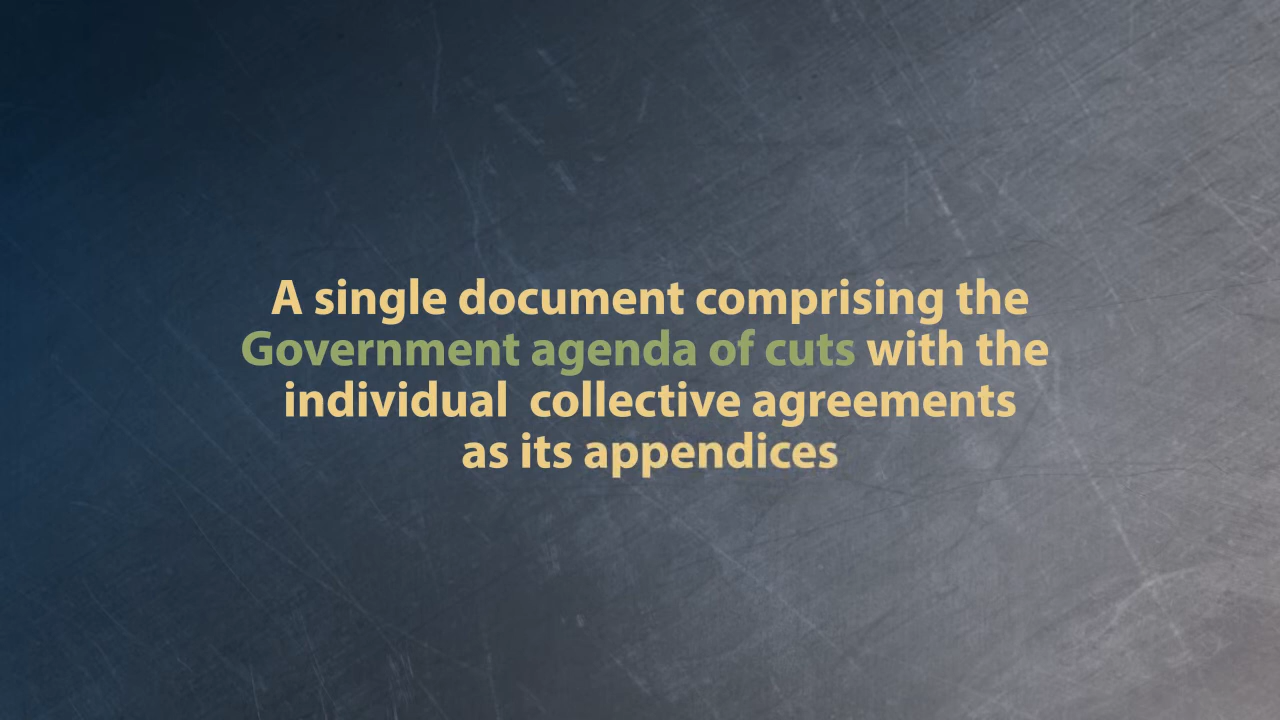 A single document comprising the
Government agenda of cuts with the
individual  collective agreements
as its appendices